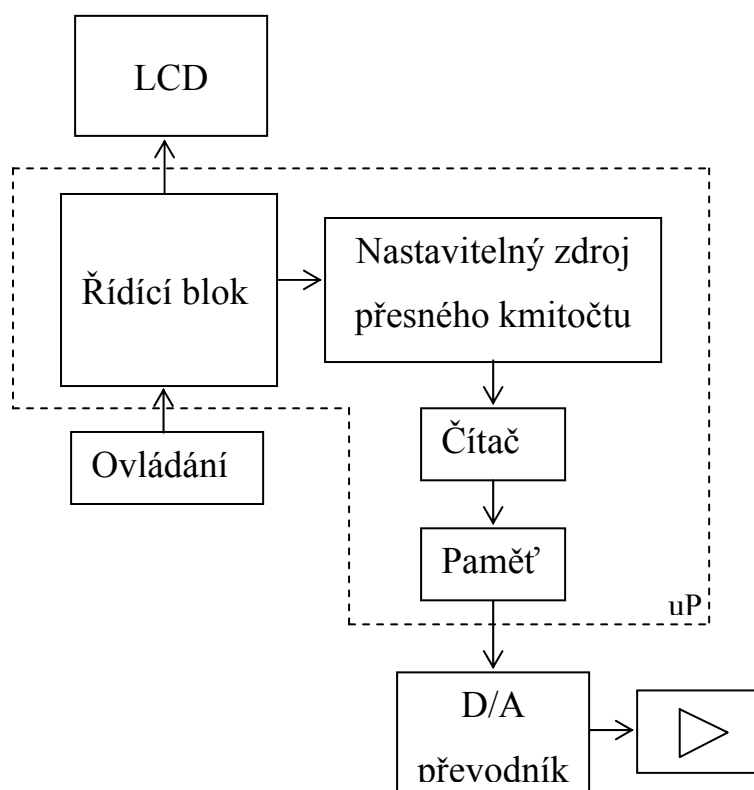 LCD
Řídící blok
Nastavitelný zdroj
přesného kmitočtu
Ovládání
Čítač
Paměť
uP
D/A
převodník